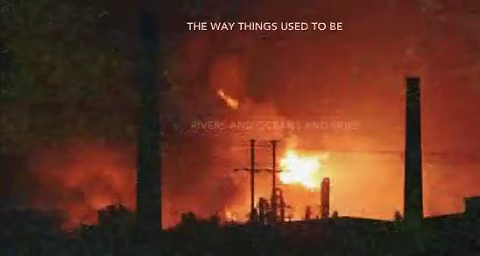 THE WAY THINGS USED TO BE
RIVERS AND OCEANS AND SKIES